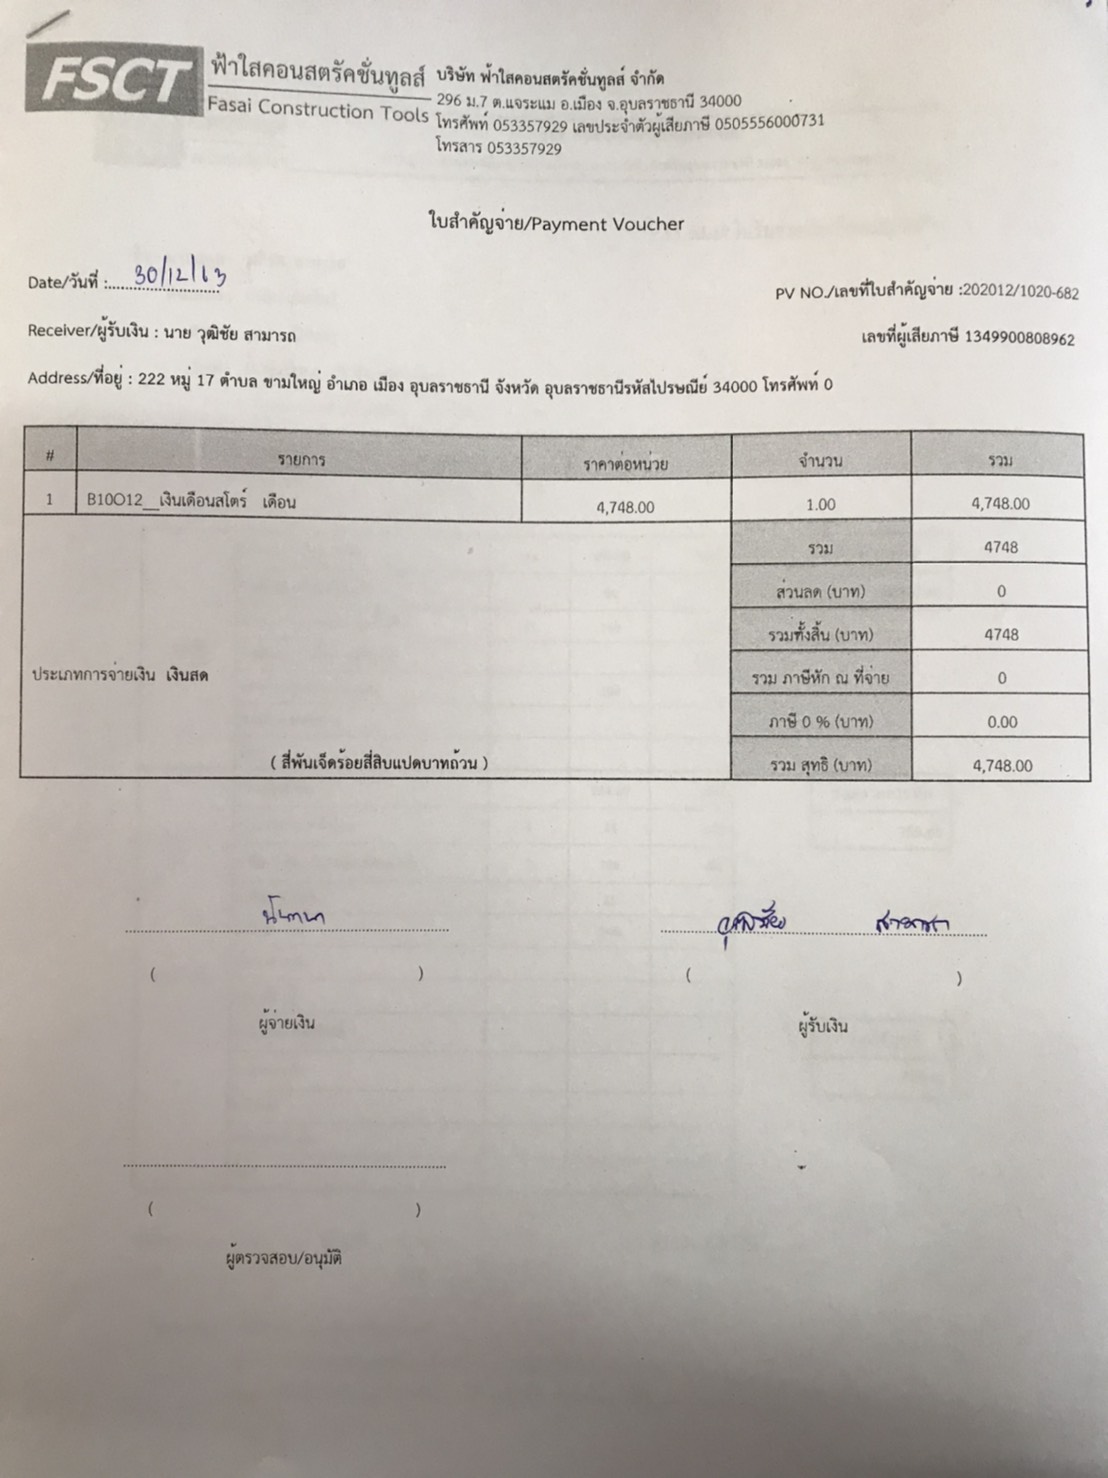 FSCT ฟ้าใสคอนสตรัคชั่นทูลส์
Fasai Construction Tools
บริษัท ฟ้าใสคอนสตรัคชั่นทูลส์ จำกัด
296 ม.7 ต.แจระแม อ.เมือง จ.อุบลราชธานี 34000
โทรศัพท์ 053357929 เลขประจำตัวผู้เสียภาษี 0505556000731
โทรสาร 053357929
ใบสำคัญจ่าย/Payment Voucher
Date/วันที่ : 30/12/63
PV NO./เลขที่ใบสำคัญจ่าย :202012/1020-682
Receiver/ผู้รับเงิน : นาย วุฒิชัย สามารถ
เลขที่ผู้เสียภาษี 1349900808962
Address/ที่อยู่ : 222 หมู่ 17 ตำบล ขามใหญ่ อำเภอ เมือง อุบลราชธานี จังหวัด อุบลราชธานีรหัสไปรษณีย์ 34000 โทรศัพท์ 0
# รายการ ราคาต่อหน่วย จำนวน รวม
1 B10O12__เงินเดือนสโตร์ เดือน 4,748.00 1.00 4,748.00
รวม 4748
ส่วนลด (บาท) 0
รวมทั้งสิ้น (บาท) 4748
ประเภทการจ่ายเงิน เงินสด
รวม ภาษีหัก ณ ที่จ่าย 0
ภาษี 0 % (บาท) 0.00
( สี่พันเจ็ดร้อยสี่สิบแปดบาทถ้วน )
รวม สุทธิ (บาท) 4,748.00
วุฒิชัย สามารถ
( ) ( )
ผู้จ่ายเงิน ผู้รับเงิน
( )
ผู้ตรวจสอบ/อนุมัติ